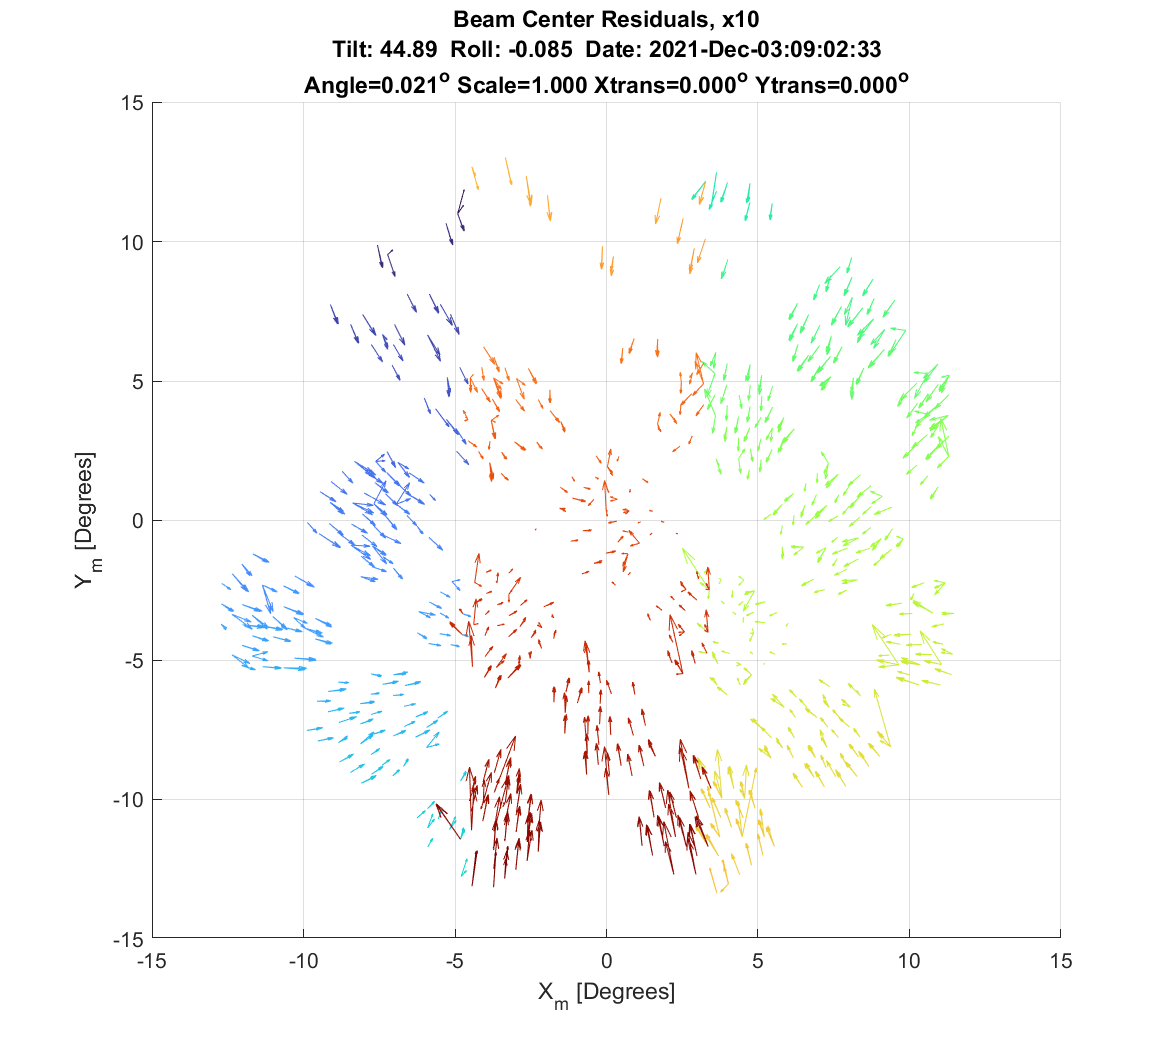 Beam Center Residuals, x10
Tilt: 44.89  Roll: -0.085  Date: 2021-Dec-03:09:02:33
Angle=0.021° Scale=1.000 Xtrans=0.000° Ytrans=0.000°
15
10
5
0
-5
-10
-15
Y_m [Degrees]
-15 -10 -5 0 5 10 15
X_m [Degrees]